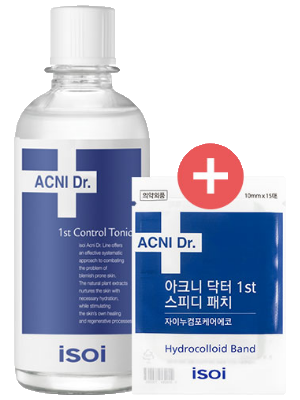 ACNI Dr.
1st Control Tonic
isoi Acni Dr. Line offers
an effective systematic
approach to combating
the problem of
blemish prone skin.
The natural plant extracts
nurtures the skin with
necessary hydration,
while stimulating
the skin's own healing
and regenerative processes.
isoi
의약외품
10mm x 15매
ACNI Dr.
아크니 닥터 1st
스피디 패치
자이누컴포케어에코
Hydrocolloid Band
isoi